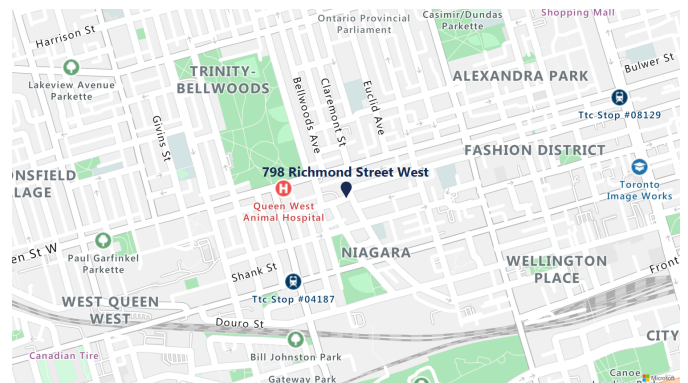 Ontario Provincial
Parliament
Casimir/Dundas
Parkette
Shopping Mall
Harrison St
Bulwer St
Lakeview Avenue
Parkette
TRINITY-
BELLWOODS
Bellwoods Ave
Claremont St
Euclid Ave
ALEXANDRA PARK
Ttc Stop #08129
Givins St
FASHION DISTRICT
798 Richmond Street West
ONSFIELD
LAGE
H
Queen West
Animal Hospital
Toronto
Image Works
en St W
Paul Garfinkel
Parkette
NIAGARA
Shank St
WELLINGTON
PLACE
Front
Ttc Stop #04187
WEST QUEEN
WEST
Douro St
CITY
Canadian Tire
Bill Johnston Park
Gateway Park
Canoe
Microsoft